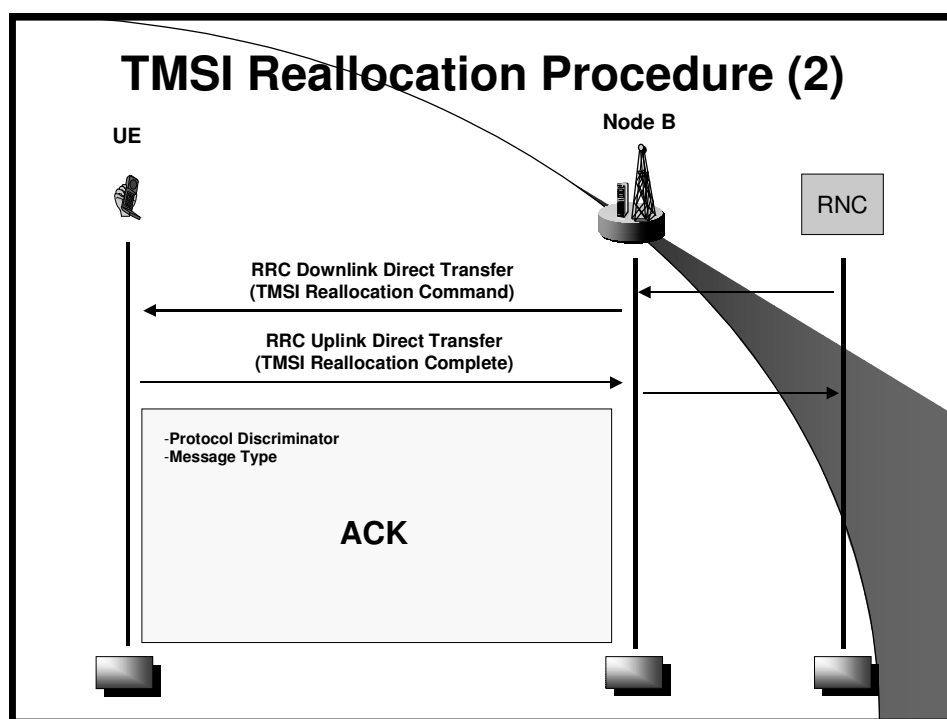 TMSI Reallocation Procedure (2)
UE
Node B
RNC
RRC Downlink Direct Transfer
(TMSI Reallocation Command)
RRC Uplink Direct Transfer
(TMSI Reallocation Complete)
-Protocol Discriminator
-Message Type
ACK